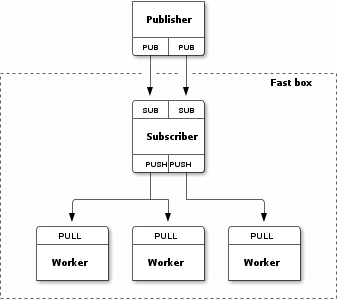 Publisher
PUB PUB
Fast box
SUB SUB
Subscriber
PUSH PUSH
PULL PULL PULL
Worker Worker Worker